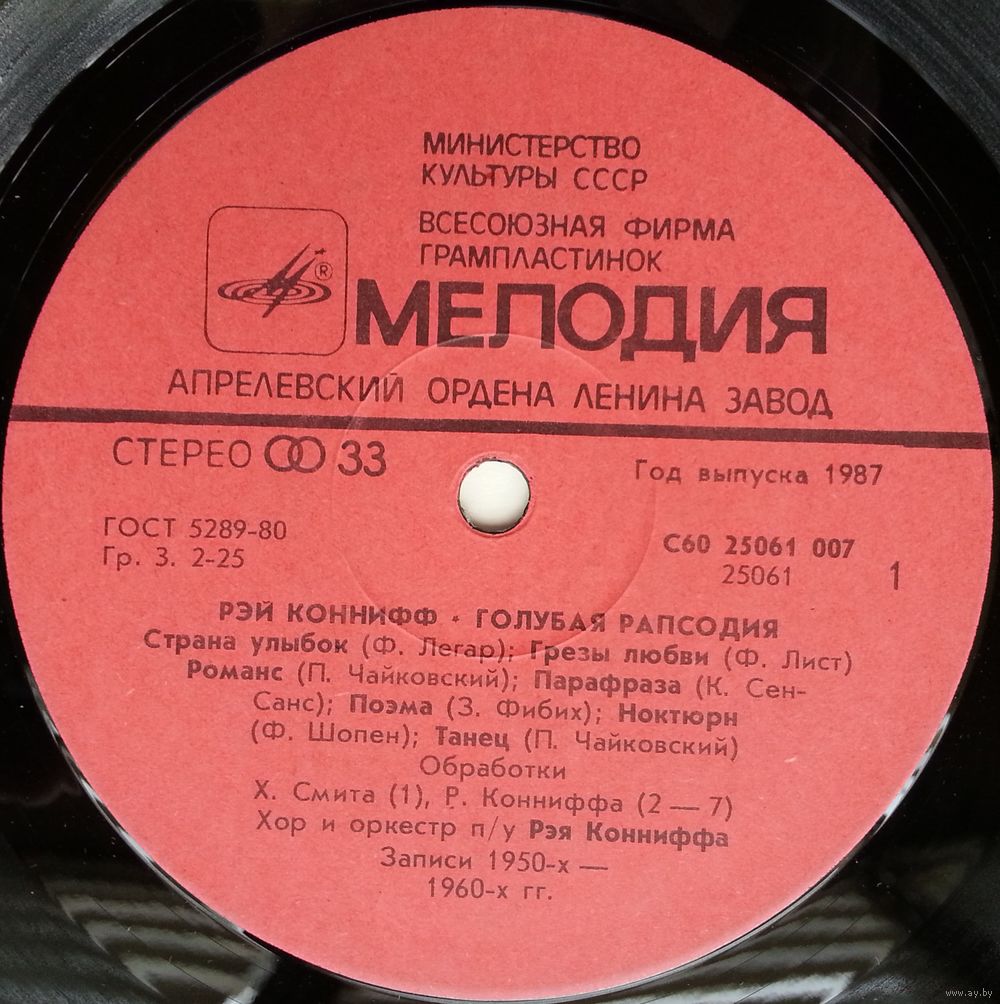 МИНИСТЕРСТВО
КУЛЬТУРЫ СССР
ВСЕСОЮЗНАЯ ФИРМА
ГРАМПЛАСТИНОК
®
МЕЛОДИЯ
АПРЕЛЕВСКИЙ ОРДЕНА ЛЕНИНА ЗАВОД
СТЕРЕО 33
Год выпуска 1987
ГОСТ 5289-80
Гр. 3. 2-25
С60 25061 007
25061
1
РЭЙ КОННИФФ · ГОЛУБАЯ РАПСОДИЯ
Страна улыбок (Ф. Легар); Грезы любви (Ф. Лист)
Романс (П. Чайковский); Парафраза (К. Сен-
Санс); Поэма (З. Фибих); Ноктюрн
(Ф. Шопен); Танец (П. Чайковский)
Обработки
Х. Смита (1), Р. Конниффа (2 — 7)
Хор и оркестр п/у Рэя Конниффа
Записи 1950-х —
1960-х гг.
www.ay.by